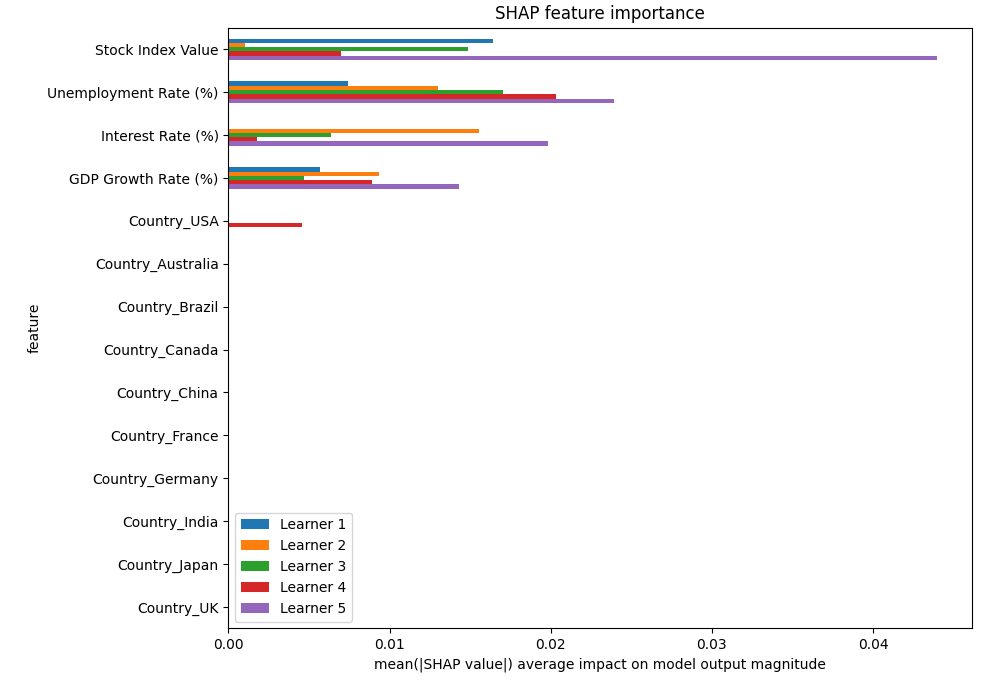 SHAP feature importance
Stock Index Value
Unemployment Rate (%)
Interest Rate (%)
GDP Growth Rate (%)
Country_USA
Country_Australia
Country_Brazil
Country_Canada
Country_China
Country_France
Country_Germany
Country_India
Country_Japan
Country_UK
feature
Learner 1
Learner 2
Learner 3
Learner 4
Learner 5
0.00 0.01 0.02 0.03 0.04
mean(|SHAP value|) average impact on model output magnitude